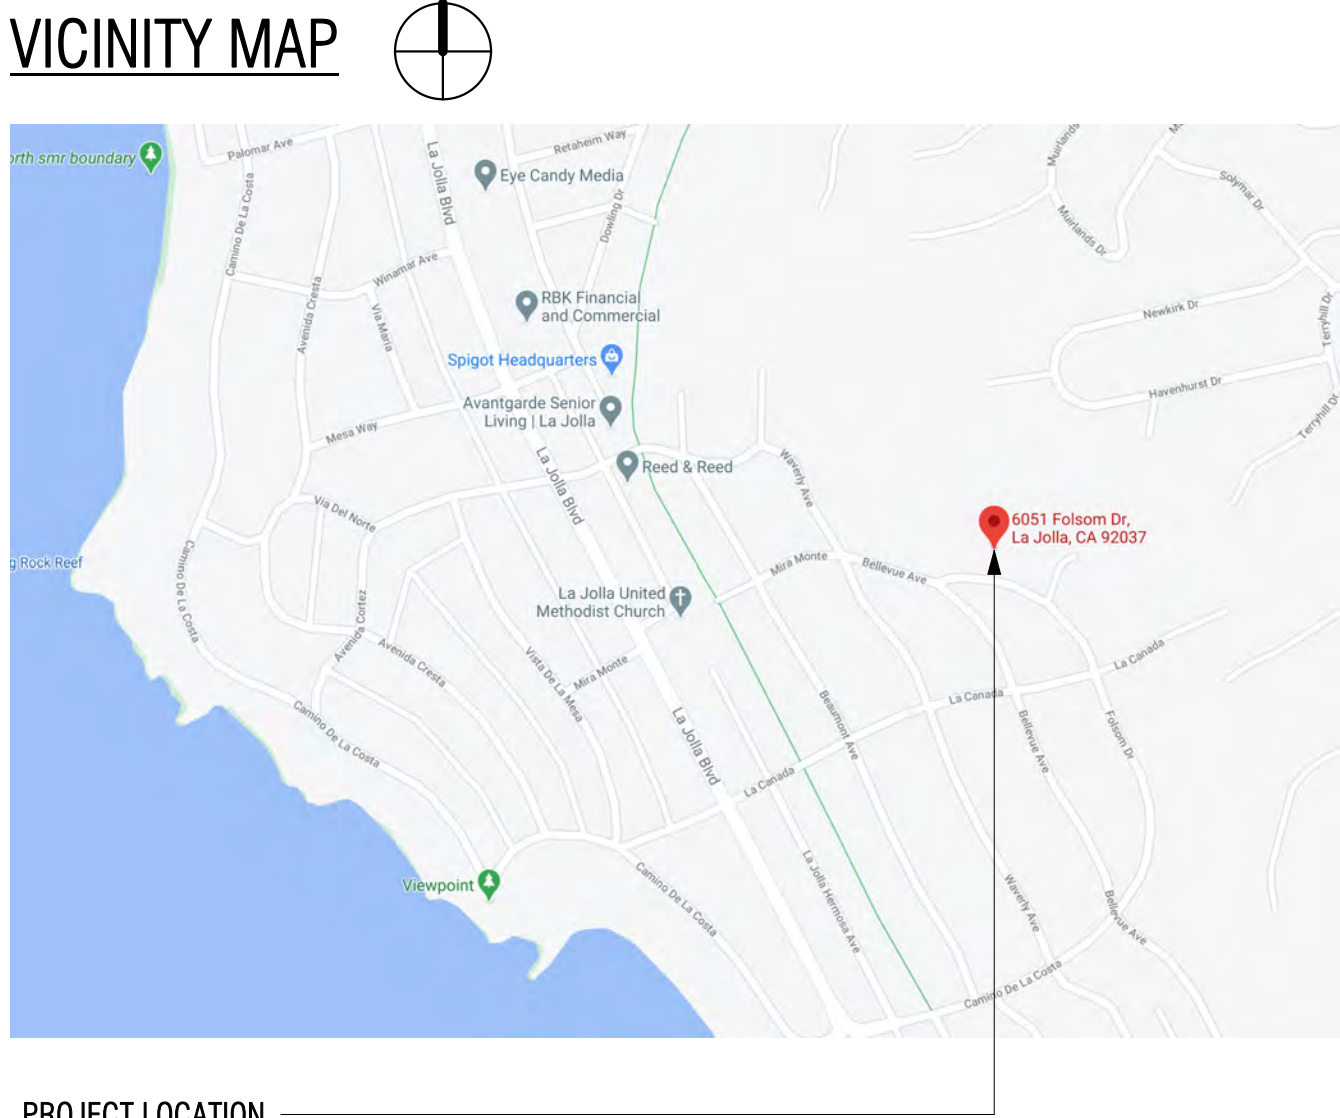 VICINITY MAP
Palomar Ave
Retaheim Way
Muirlands
orth smr boundary
La Jolla Blvd
Eye Candy Media
Solymar Dr
Camino De La Costa
Dowling Dr
Muirlands Dr
Winamar Ave
Avenida Cresta
Via Maria
RBK Financial
and Commercial
Newkirk Dr
Terryhill Dr
Spigot Headquarters
Havenhurst Dr
Avantgarde Senior
Living | La Jolla
Terryhill Dr
Mesa Way
La Jolla Blvd
Reed & Reed
Waverly Ave
Via Del Norte
6051 Folsom Dr,
La Jolla, CA 92037
g Rock Reef
Camino De La Costa
Mira Monte
Bellevue Ave
La Jolla United
Methodist Church
Avenida Cortez
Avenida Cresta
Vista De La Mesa
Mira Monte
La Canada
La Canada
Camino De La Costa
La Jolla Blvd
Beaumont Ave
Bellevue Ave
Folsom Dr
La Canada
Viewpoint
Camino De La Costa
La Jolla Hermosa Ave
Waverly Ave
Bellevue Ave
Camino De La Costa
PROJECT LOCATION